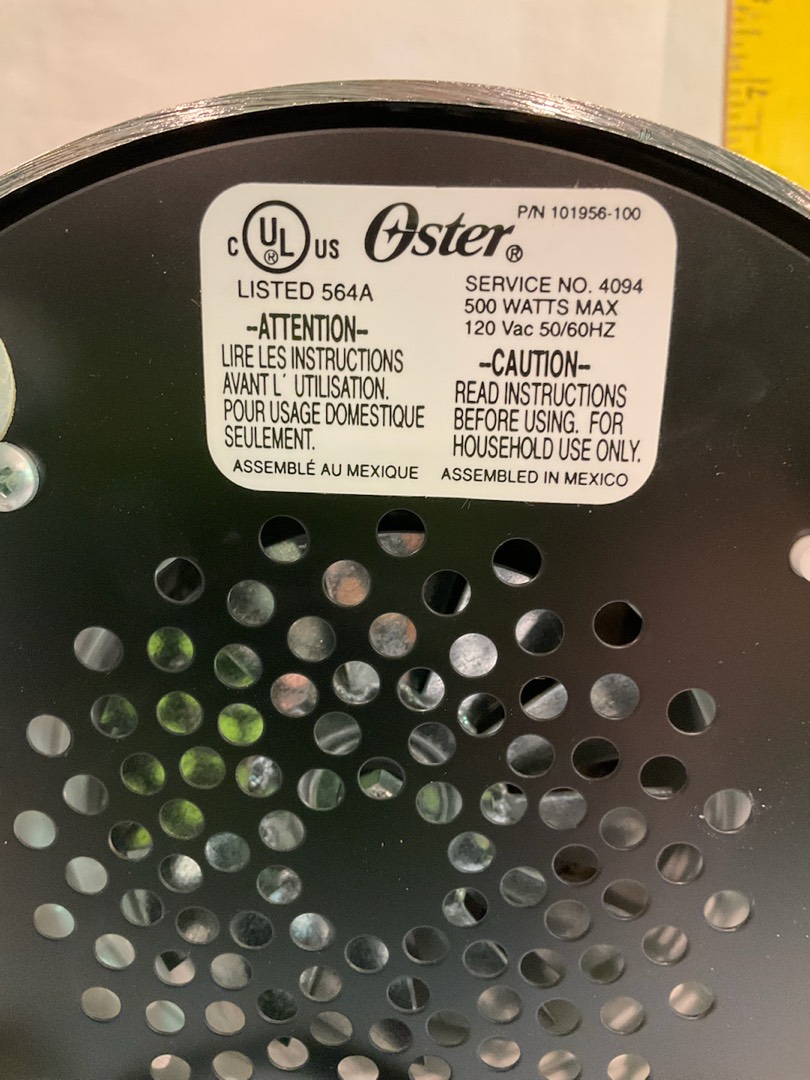 P/N 101956-100
C UL® US Oster®
LISTED 564A
-ATTENTION-
LIRE LES INSTRUCTIONS
AVANT L´ UTILISATION.
POUR USAGE DOMESTIQUE
SEULEMENT.
ASSEMBLÉ AU MEXIQUE
SERVICE NO. 4094
500 WATTS MAX
120 Vac 50/60HZ
-CAUTION-
READ INSTRUCTIONS
BEFORE USING. FOR
HOUSEHOLD USE ONLY.
ASSEMBLED IN MEXICO